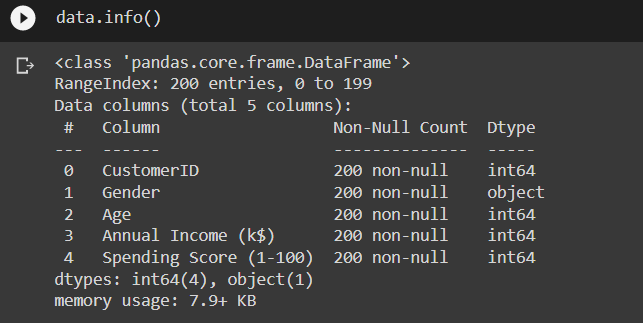 data.info()
<class 'pandas.core.frame.DataFrame'>
RangeIndex: 200 entries, 0 to 199
Data columns (total 5 columns):
 #   Column                  Non-Null Count  Dtype
---  ------                  --------------  -----
 0   CustomerID              200 non-null    int64
 1   Gender                  200 non-null    object
 2   Age                     200 non-null    int64
 3   Annual Income (k$)      200 non-null    int64
 4   Spending Score (1-100)  200 non-null    int64
dtypes: int64(4), object(1)
memory usage: 7.9+ KB